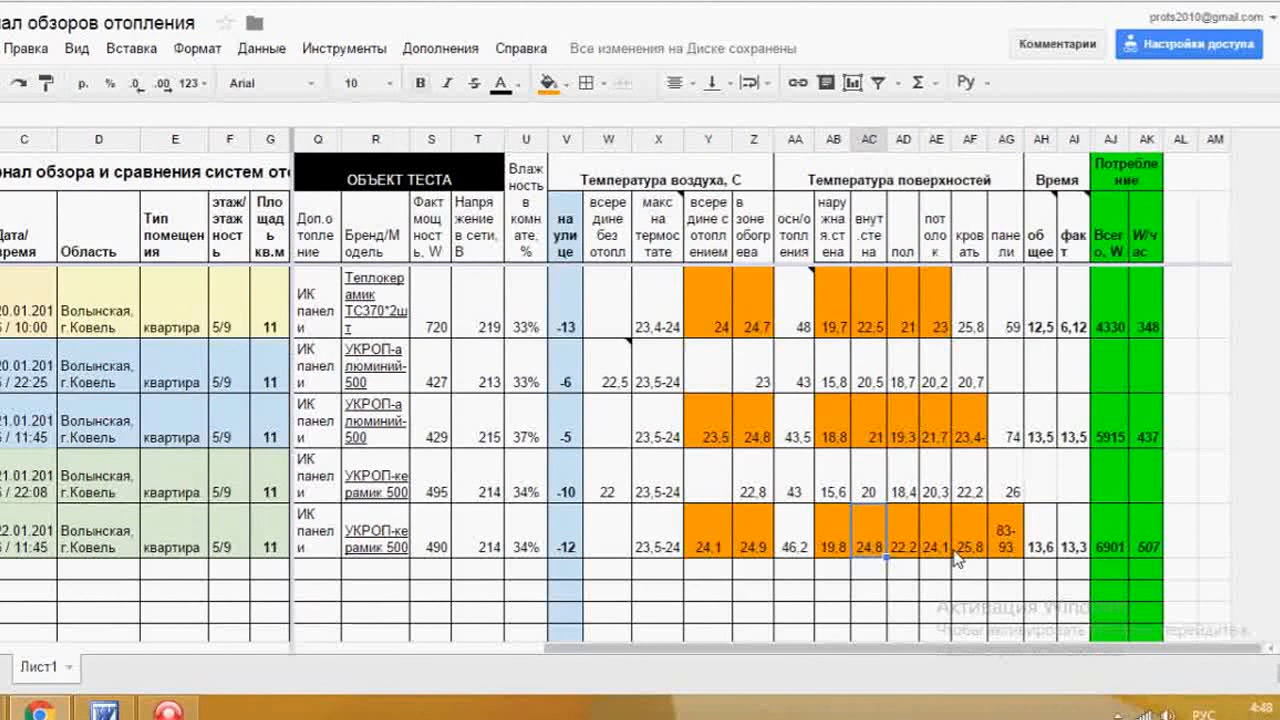 ал обзоров отопления
prots2010@gmail.com
Правка Вид Вставка Формат Данные Инструменты Дополнения Справка Все изменения на Диске сохранены
Комментарии Настройки доступа
р. % .0 .00 123 Arial 10 B I S A Σ Ру
C D E F G Q R S T U V W X Y Z AA AB AC AD AE AF AG AH AI AJ AK AL AM
рнал обзора и сравнения систем ото ОБЪЕКТ ТЕСТА Влажность в комнате, % Температура воздуха, С Температура поверхностей Время Потребление
Дата/время Область Тип помещения этаж/этажность Площадь кв.м Доп.отопление Бренд/Модель Факт мощность, W Напряжение в сети, В на улице всередине без отопл макс на термостате всередине с отоплением в зоне обогрева осн/отопления наружная.стена внут.стена пол потолок кровать панели общее факт Всего, W W/час
20.01.201 / 10:00 Волынская, г.Ковель квартира 5/9 11 ИК панели Теплокерамик ТС370*2шт 720 219 33% -13 23,4-24 24 24,7 48 19,7 22,5 21 23 25,8 59 12,5 6,12 4330 348
20.01.201 / 22:25 Волынская, г.Ковель квартира 5/9 11 ИК панели УКРОП-алюминий-500 427 213 33% -6 22,5 23,5-24 23 43 15,8 20,5 18,7 20,2 20,7
21.01.201 / 11:45 Волынская, г.Ковель квартира 5/9 11 ИК панели УКРОП-алюминий-500 429 215 37% -5 23,5-24 23,5 24,8 43,5 18,8 21 19,3 21,7 23,4- 74 13,5 13,5 5915 437
21.01.201 / 22:08 Волынская, г.Ковель квартира 5/9 11 ИК панели УКРОП-керамик 500 495 214 34% -10 22 23,5-24 22,8 43 15,6 20 18,4 20,3 22,2 26
22.01.201 / 11:45 Волынская, г.Ковель квартира 5/9 11 ИК панели УКРОП-керамик 500 490 214 34% -12 23,5-24 24,1 24,9 46,2 19,8 24,8 22,2 24,1 25,8 83-93 13,6 13,3 6901 507
Активация Windows
Чтобы активировать перейдите к
Лист1
РУС 4:48